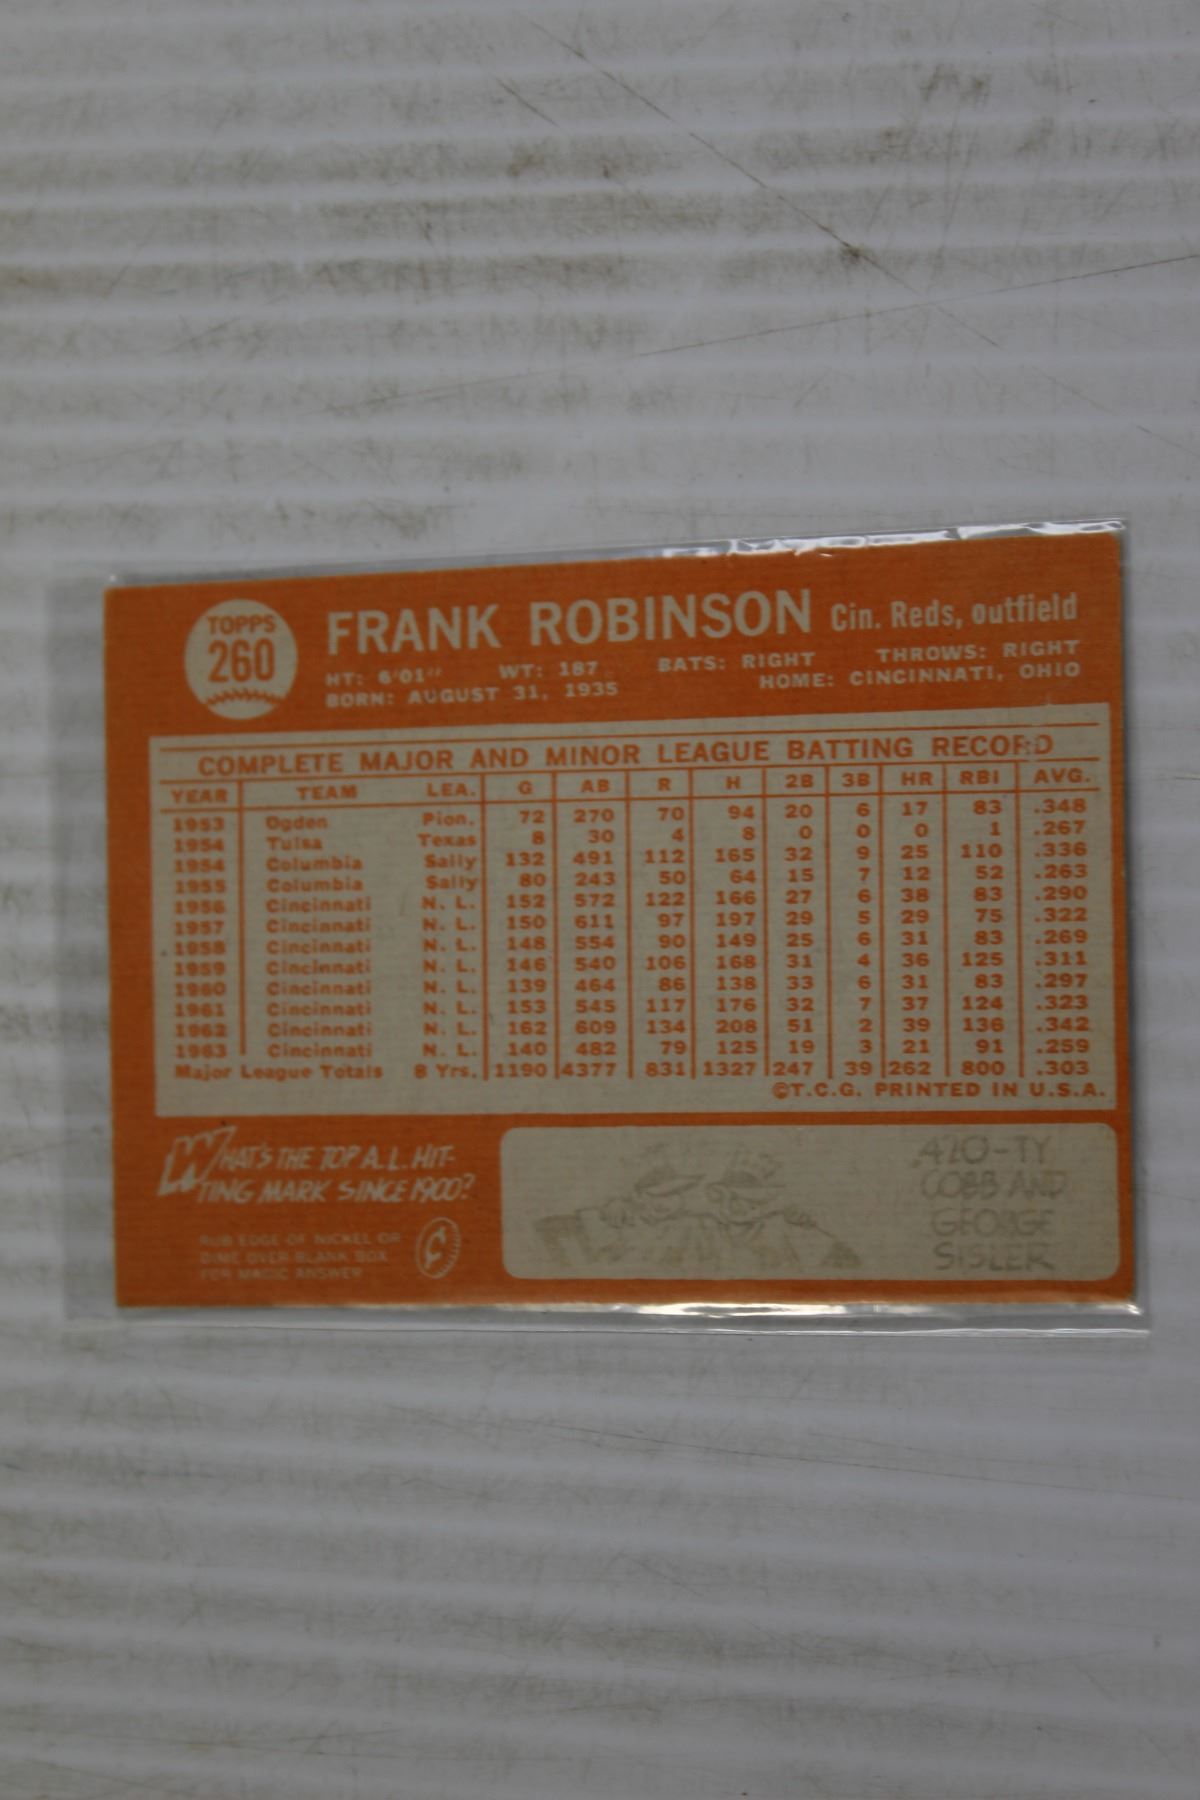 TOPPS
260
FRANK ROBINSON Cin. Reds, outfield
HT: 6'01" WT: 187 BATS: RIGHT THROWS: RIGHT
BORN: AUGUST 31, 1935 HOME: CINCINNATI, OHIO
COMPLETE MAJOR AND MINOR LEAGUE BATTING RECORD
YEAR TEAM LEA. G AB R H 2B 3B HR RBI AVG.
1953 Ogden Pion. 72 270 70 94 20 6 17 83 .348
1954 Tulsa Texas 8 30 4 8 0 0 0 1 .267
1954 Columbia Sally 132 491 112 165 32 9 25 110 .336
1955 Columbia Sally 80 243 50 64 15 7 12 52 .263
1956 Cincinnati N. L. 152 572 122 166 27 6 38 83 .290
1957 Cincinnati N. L. 150 611 97 197 29 5 29 75 .322
1958 Cincinnati N. L. 148 554 90 149 25 6 31 83 .269
1959 Cincinnati N. L. 146 540 106 168 31 4 36 125 .311
1960 Cincinnati N. L. 139 464 86 138 33 6 31 83 .297
1961 Cincinnati N. L. 153 545 117 176 32 7 37 124 .323
1962 Cincinnati N. L. 162 609 134 208 51 2 39 136 .342
1963 Cincinnati N. L. 140 482 79 125 19 3 21 91 .259
Major League Totals 8 Yrs. 1190 4377 831 1327 247 39 262 800 .303
©T.C.G. PRINTED IN U.S.A.
WHAT'S THE TOP A.L. HIT-
TING MARK SINCE 1900?
RUB EDGE OF NICKEL OR
DIME OVER BLANK BOX
FOR MAGIC ANSWER
¢
.420-TY
COBB AND
GEORGE
SISLER